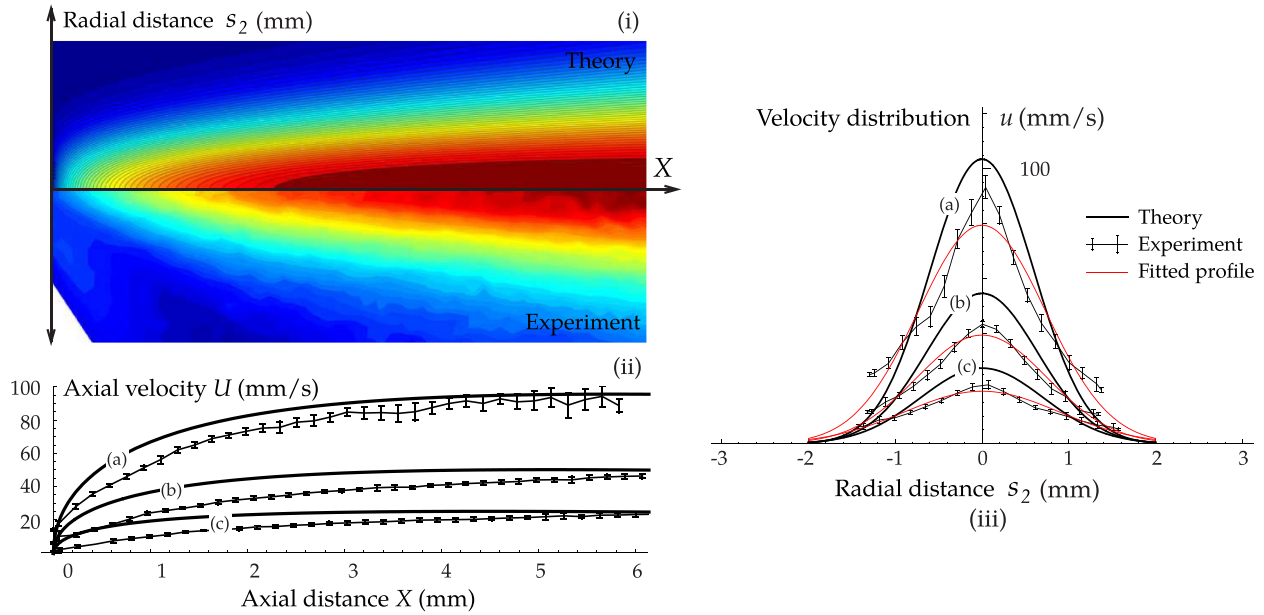 Radial distance s2 (mm)
(i)
Theory
X
Experiment
(ii)
Axial velocity U (mm/s)
100
80
60
40
20
(a)
(b)
(c)
0 1 2 3 4 5 6
Axial distance X (mm)
Velocity distribution u (mm/s)
100
(a)
(b)
(c)
Theory
Experiment
Fitted profile
-3 -2 -1 0 1 2 3
Radial distance s2 (mm)
(iii)